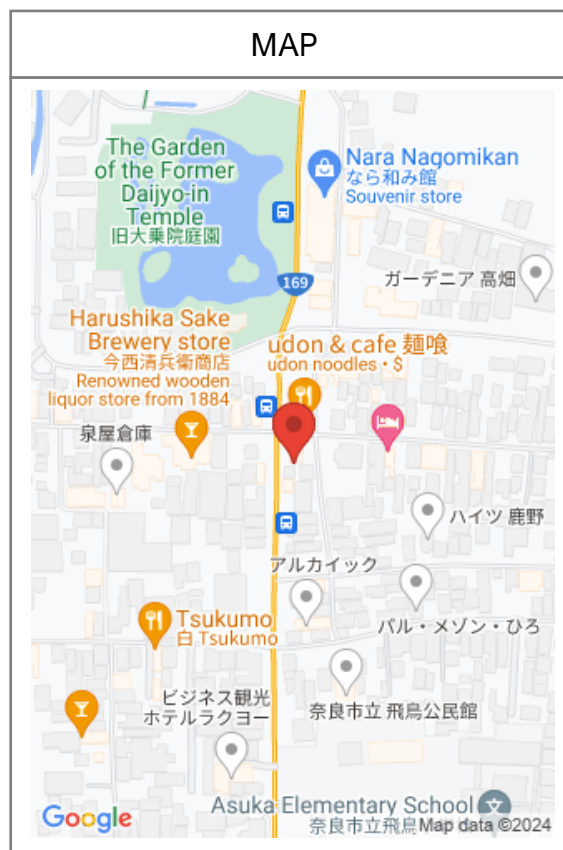 MAP
The Garden
of the Former
Daijyo-in
Temple
旧大乗院庭園
Nara Nagomikan
なら和み館
Souvenir store
169
ガーデニア 高畑
Harushika Sake
Brewery store
今西清兵衛商店
Renowned wooden
liquor store from 1884
udon & cafe 麺喰
udon noodles • $
泉屋倉庫
ハイツ 鹿野
アルカイック
パル・メゾン・ひろ
Tsukumo
白 Tsukumo
ビジネス観光
ホテルラクヨー
奈良市立 飛鳥公民館
Asuka Elementary School
文
奈良市立飛鳥
Google
Map data ©2024